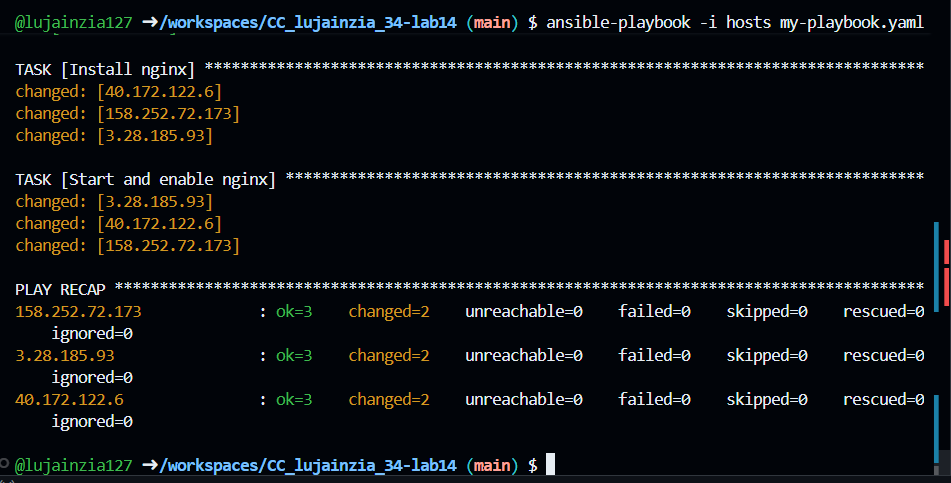 @lujainzia127 ➜/workspaces/CC_lujainzia_34-lab14 (main) $ ansible-playbook -i hosts my-playbook.yaml
TASK [Install nginx] ********************************************************************************
changed: [40.172.122.6]
changed: [158.252.72.173]
changed: [3.28.185.93]
TASK [Start and enable nginx] ***********************************************************************
changed: [3.28.185.93]
changed: [40.172.122.6]
changed: [158.252.72.173]
PLAY RECAP ******************************************************************************************
158.252.72.173             : ok=3    changed=2    unreachable=0    failed=0    skipped=0    rescued=0
    ignored=0
3.28.185.93                : ok=3    changed=2    unreachable=0    failed=0    skipped=0    rescued=0
    ignored=0
40.172.122.6               : ok=3    changed=2    unreachable=0    failed=0    skipped=0    rescued=0
    ignored=0
@lujainzia127 ➜/workspaces/CC_lujainzia_34-lab14 (main) $